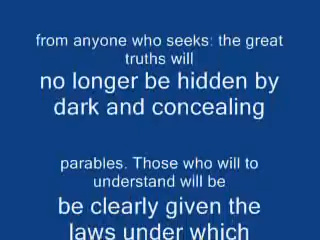 from anyone who seeks: the great
truths will
no longer be hidden by
dark and concealing
parables. Those who will to
understand will be
be clearly given the
laws under which